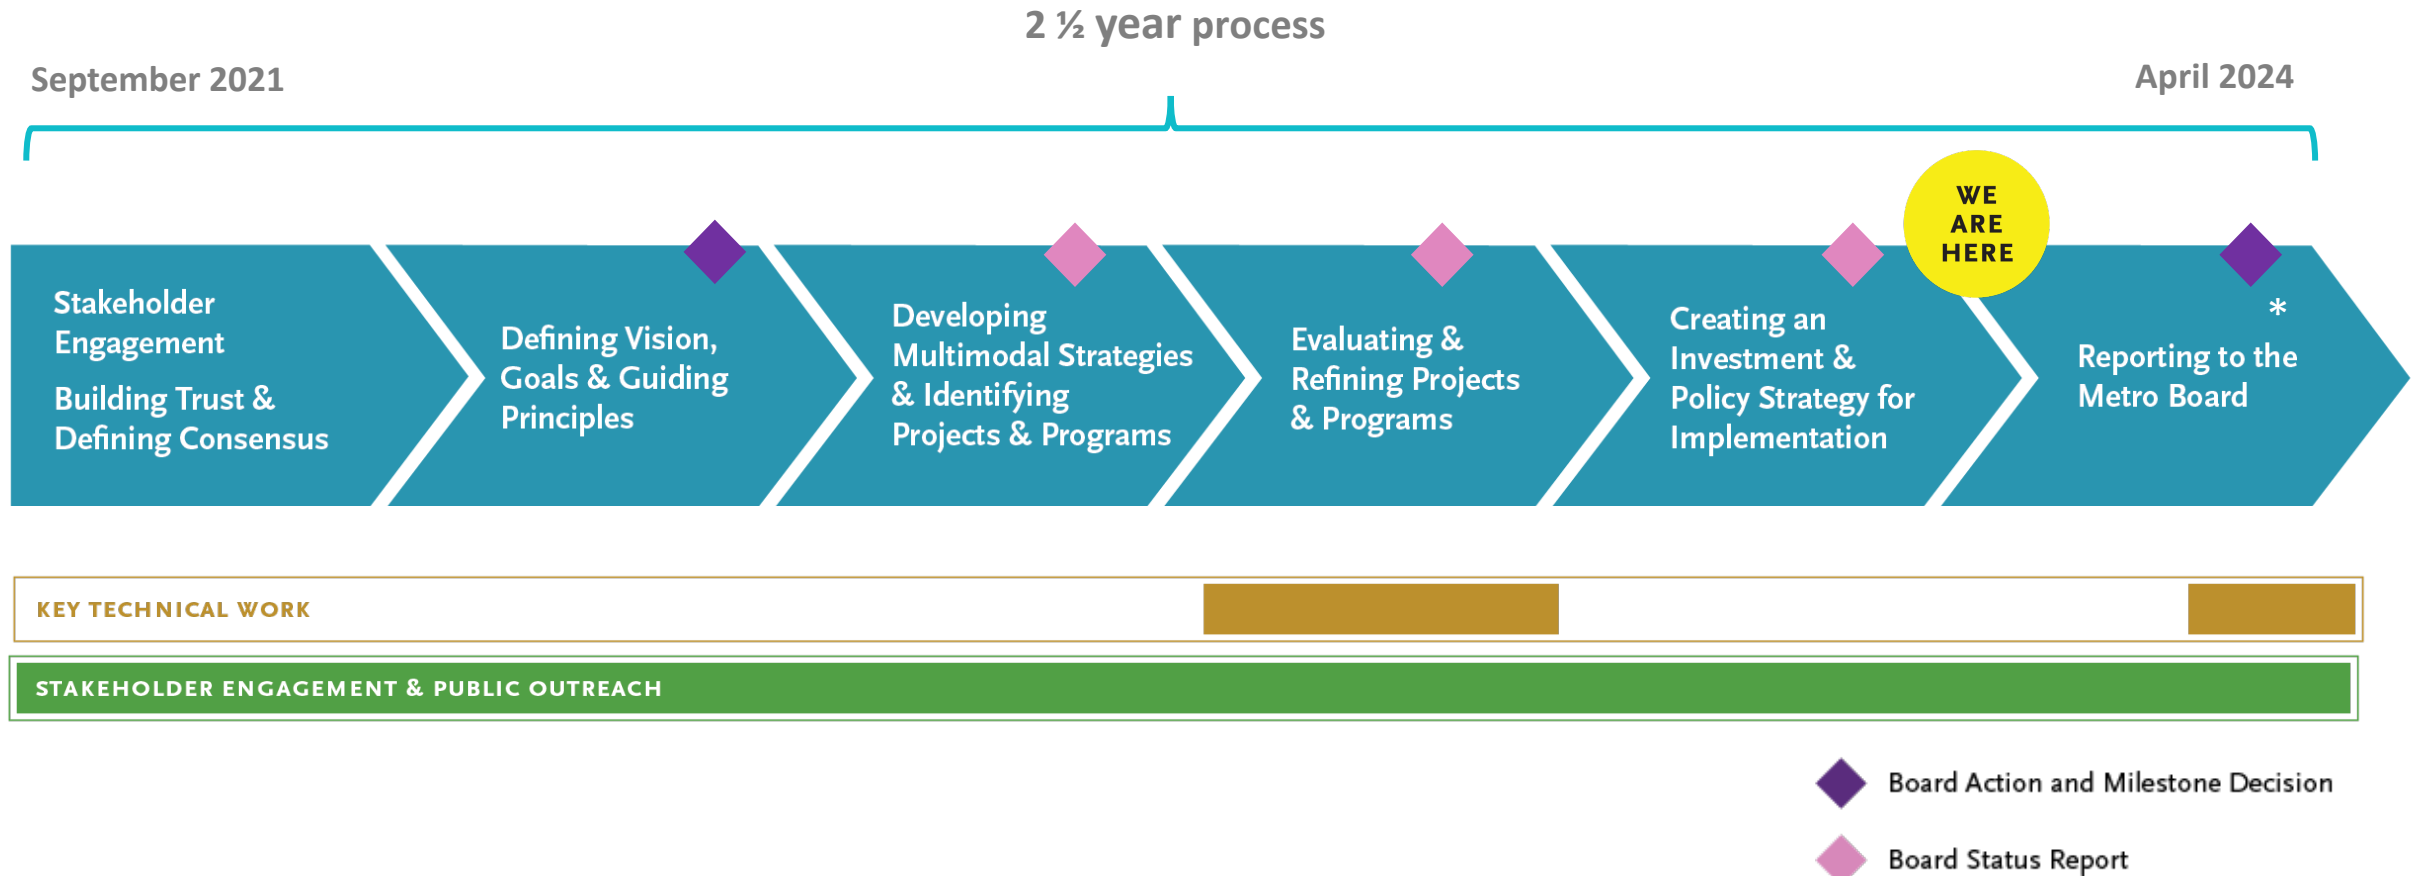 2 ½ year process
September 2021
April 2024
WE
ARE
HERE
Stakeholder
Engagement
Building Trust &
Defining Consensus
Defining Vision,
Goals & Guiding
Principles
Developing
Multimodal Strategies
& Identifying
Projects & Programs
Evaluating &
Refining Projects
& Programs
Creating an
Investment &
Policy Strategy for
Implementation
*
Reporting to the
Metro Board
KEY TECHNICAL WORK
STAKEHOLDER ENGAGEMENT & PUBLIC OUTREACH
Board Action and Milestone Decision
Board Status Report